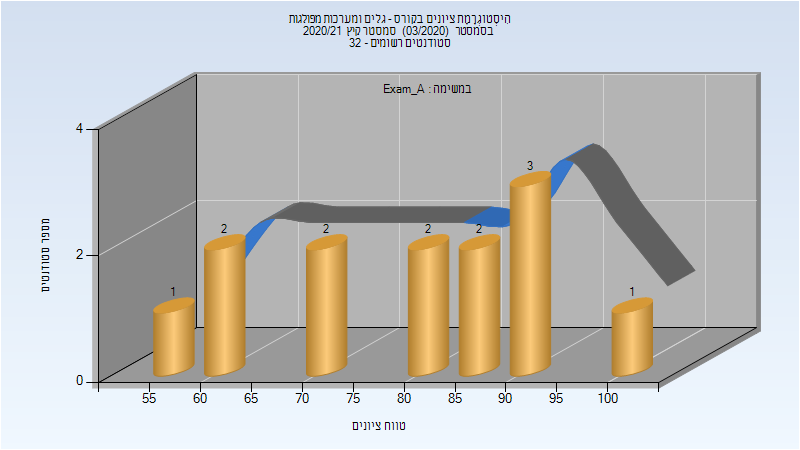 הִיסְטוֹגְרָמַת ציונים בקורס - גלים ומערכות מפולגות
בסמסטר (03/2020) סמסטר קיץ 2020/21
סטודנטים רשומים - 32
במשימה : Exam_A
מספר סטודנטים
4
2
0
1
2
2
2
2
3
1
55 60 65 70 75 80 85 90 95 100
טווח ציונים